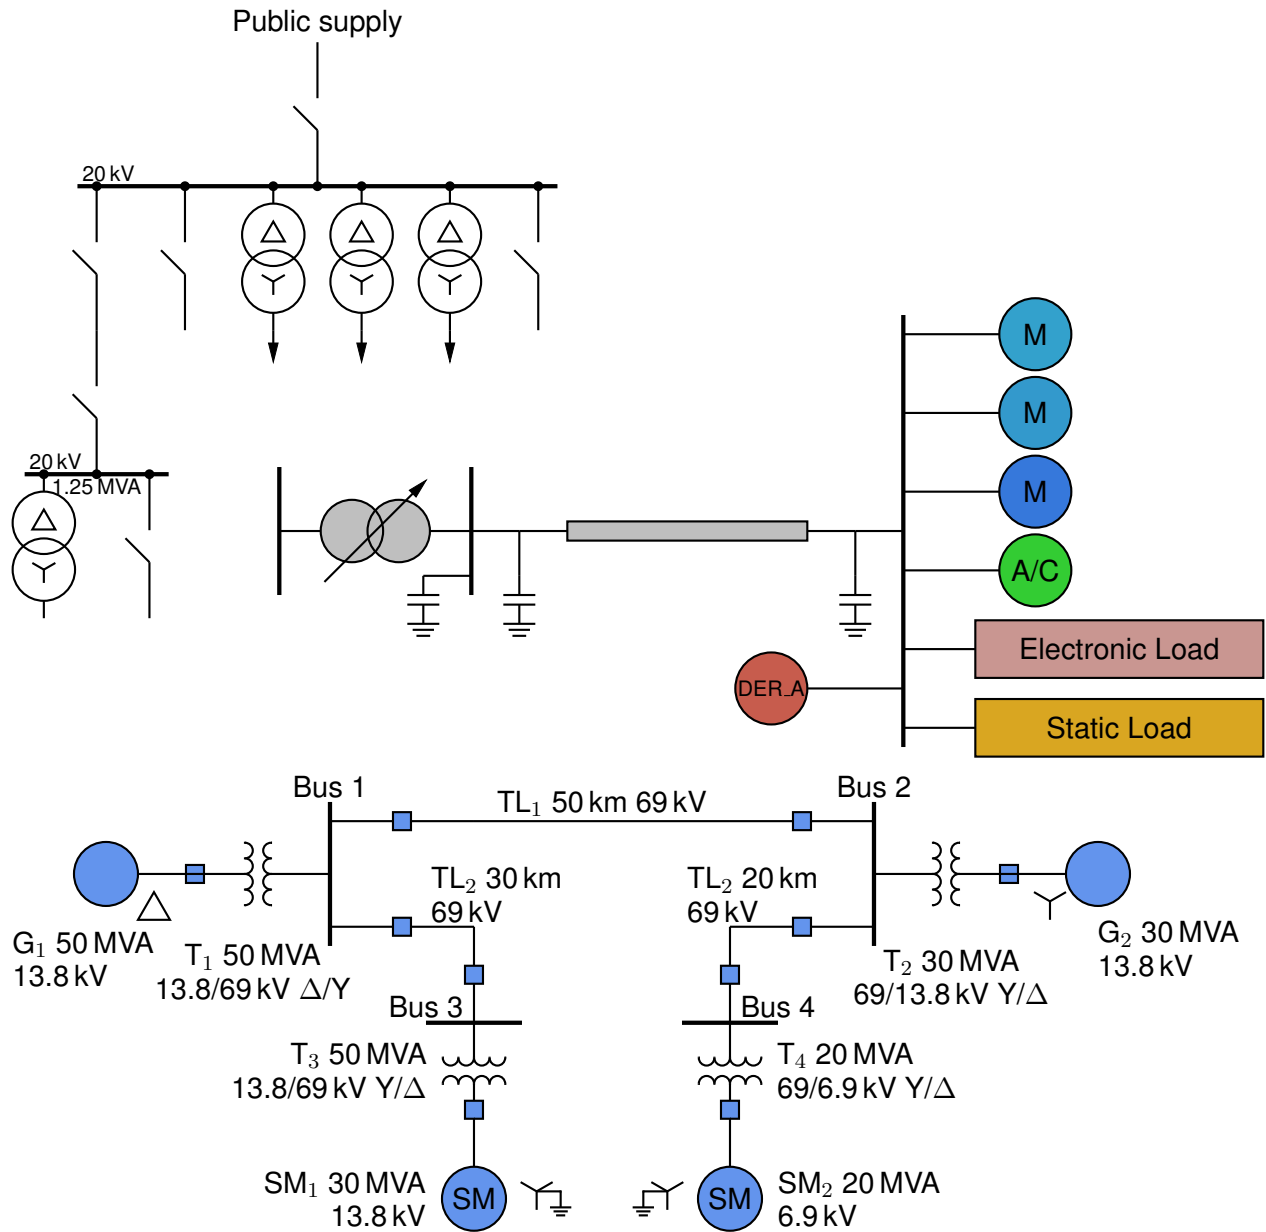 Public supply
20 kV
20 kV
1.25 MVA
M
M
M
A/C
Electronic Load
DER_A
Static Load
Bus 1
Bus 2
TL₁ 50 km 69 kV
TL₂ 30 km
69 kV
TL₂ 20 km
69 kV
G₁ 50 MVA
13.8 kV
T₁ 50 MVA
13.8/69 kV Δ/Y
G₂ 30 MVA
13.8 kV
T₂ 30 MVA
69/13.8 kV Y/Δ
Bus 3
Bus 4
T₃ 50 MVA
13.8/69 kV Y/Δ
T₄ 20 MVA
69/6.9 kV Y/Δ
SM₁ 30 MVA
13.8 kV
SM
SM
SM₂ 20 MVA
6.9 kV